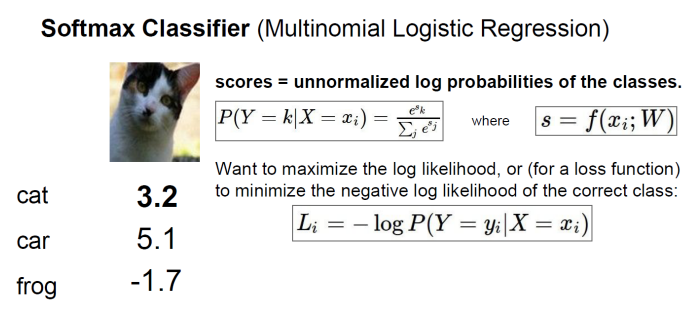 Softmax Classifier (Multinomial Logistic Regression)
scores = unnormalized log probabilities of the classes.
P(Y = k|X = x_i) = \frac{e^{s_k}}{\sum_j e^{s_j}} where s = f(x_i; W)
Want to maximize the log likelihood, or (for a loss function)
to minimize the negative log likelihood of the correct class:
L_i = − log P(Y = y_i|X = x_i)
cat 3.2
car 5.1
frog -1.7